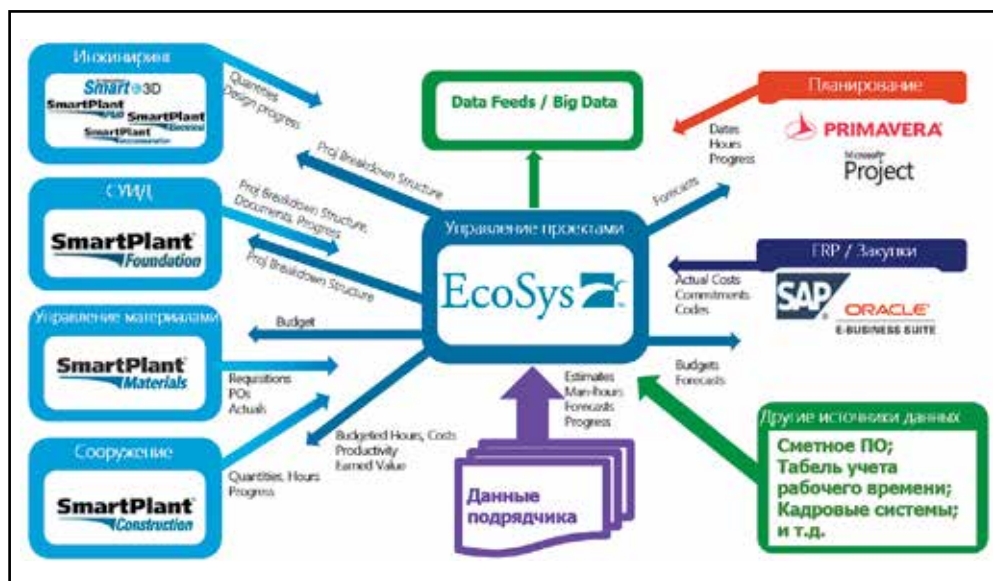 Инжиниринг
Smart 3D
SmartPlant
P&ID
SmartPlant
Electrical
SmartPlant
Instrumentation
Quantities
Design progress
Proj Breakdown Structure
СУИД
SmartPlant
Foundation
Proj Breakdown Structure,
Documents, Progress
Proj Breakdown Structure
Управление материалами
SmartPlant
Materials
Budget
Requisitions
POs
Actuals
Сооружение
SmartPlant
Construction
Quantities, Hours
Progress
Budgeted Hours, Costs
Productivity
Earned Value
Data Feeds / Big Data
Управление проектами
EcoSys
Estimates
Man-hours
Forecasts
Progress
Данные
подрядчика
Планирование
PRIMAVERA
Microsoft
Project
Dates
Hours
Progress
Forecasts
ERP / Закупки
SAP
ORACLE
E-BUSINESS SUITE
Actual Costs
Commitments
Codes
Budgets
Forecasts
Другие источники данных
Сметное ПО;
Табель учета
рабочего времени;
Кадровые системы;
и т.д.